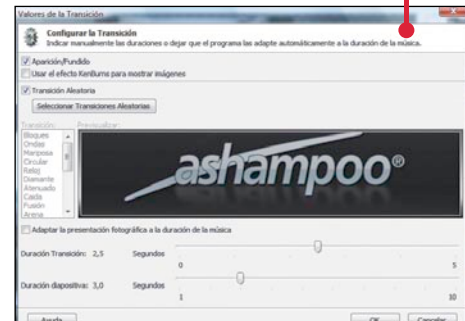 Valores de la Transición
Configurar la Transición
Indicar manualmente las duraciones o dejar que el programa las adapte automáticamente a la duración de la música.
Aparición/Fundido
Usar el efecto KenBurns para mostrar imágenes
Transición Aleatoria
Seleccionar Transiciones Aleatorias
Transición: Previsualizar:
Bloques
Ondas
Mariposa
Circular
Reloj
Diamante
Atenuado
Caída
Fusión
Arena
ashampoo®
Adaptar la presentación fotográfica a la duración de la música
Duración Transición: 2,5 Segundos
0 5
Duración diapositiva: 3,0 Segundos
1 10
Ayuda OK Cancelar